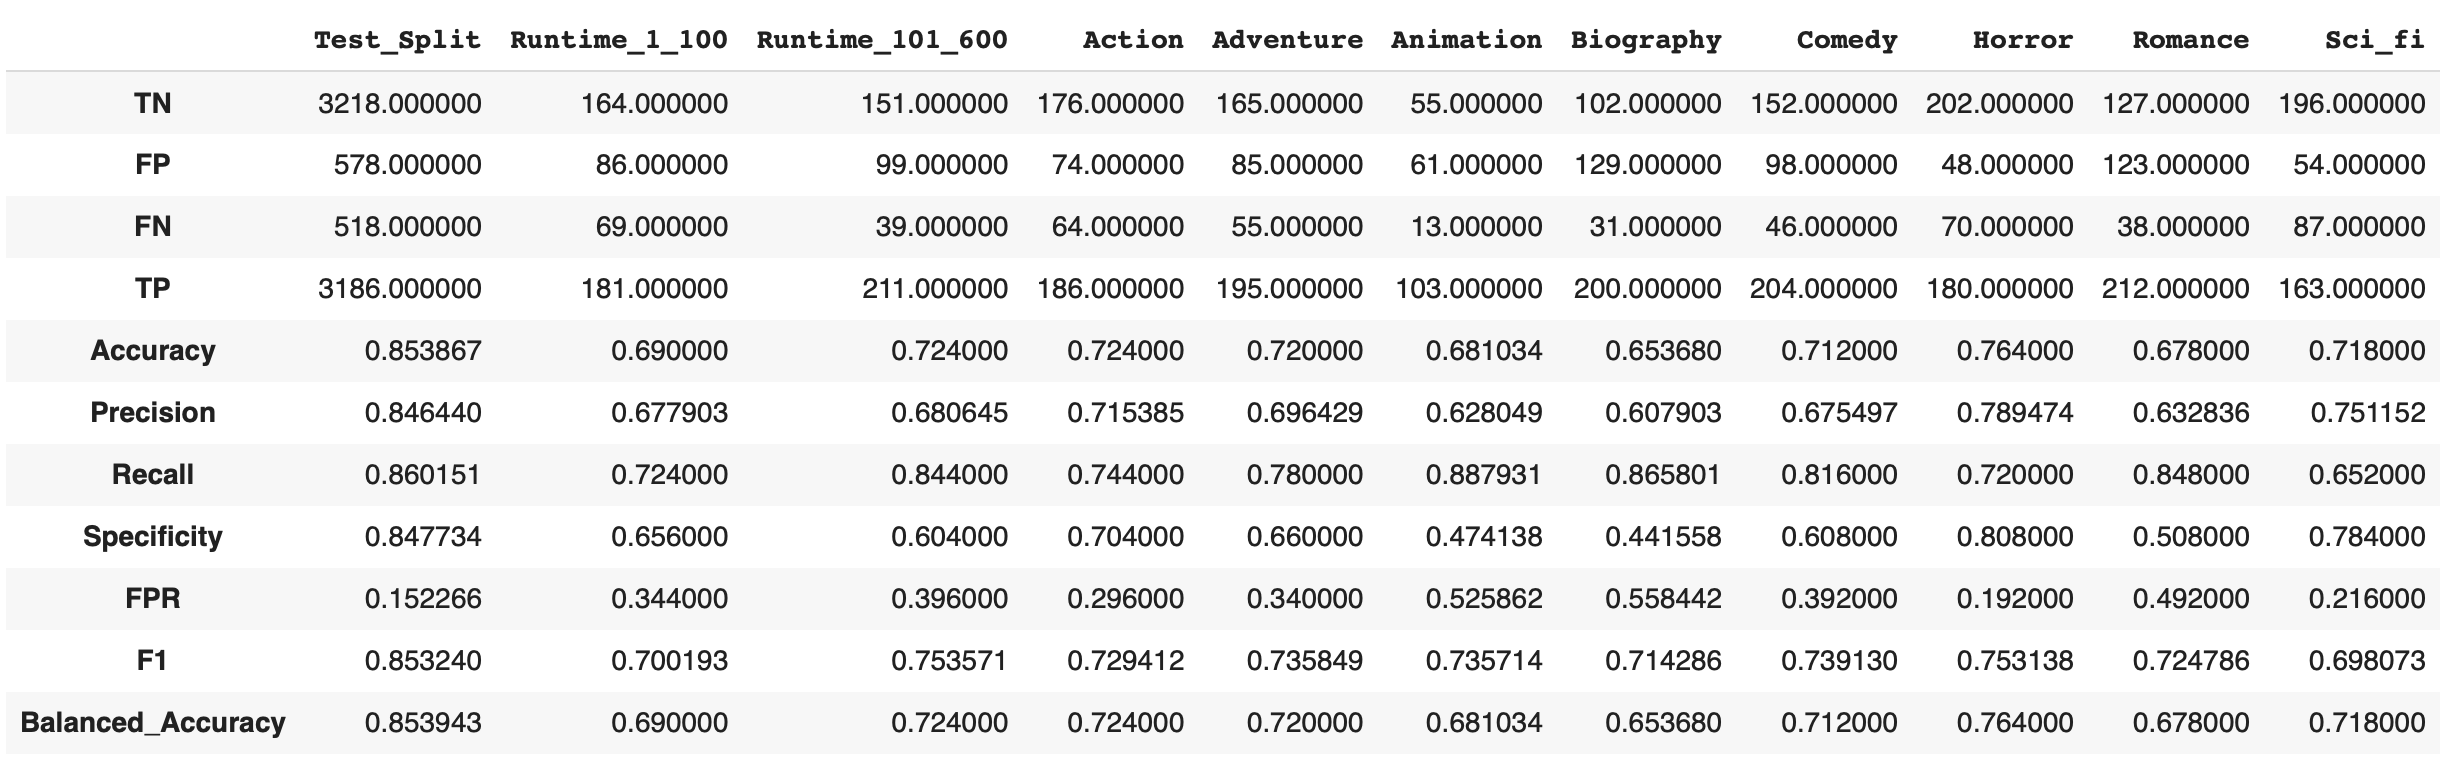 Test_Split Runtime_1_100 Runtime_101_600 Action Adventure Animation Biography Comedy Horror Romance Sci_fi
TN 3218.000000 164.000000 151.000000 176.000000 165.000000 55.000000 102.000000 152.000000 202.000000 127.000000 196.000000
FP 578.000000 86.000000 99.000000 74.000000 85.000000 61.000000 129.000000 98.000000 48.000000 123.000000 54.000000
FN 518.000000 69.000000 39.000000 64.000000 55.000000 13.000000 31.000000 46.000000 70.000000 38.000000 87.000000
TP 3186.000000 181.000000 211.000000 186.000000 195.000000 103.000000 200.000000 204.000000 180.000000 212.000000 163.000000
Accuracy 0.853867 0.690000 0.724000 0.724000 0.720000 0.681034 0.653680 0.712000 0.764000 0.678000 0.718000
Precision 0.846440 0.677903 0.680645 0.715385 0.696429 0.628049 0.607903 0.675497 0.789474 0.632836 0.751152
Recall 0.860151 0.724000 0.844000 0.744000 0.780000 0.887931 0.865801 0.816000 0.720000 0.848000 0.652000
Specificity 0.847734 0.656000 0.604000 0.704000 0.660000 0.474138 0.441558 0.608000 0.808000 0.508000 0.784000
FPR 0.152266 0.344000 0.396000 0.296000 0.340000 0.525862 0.558442 0.392000 0.192000 0.492000 0.216000
F1 0.853240 0.700193 0.753571 0.729412 0.735849 0.735714 0.714286 0.739130 0.753138 0.724786 0.698073
Balanced_Accuracy 0.853943 0.690000 0.724000 0.724000 0.720000 0.681034 0.653680 0.712000 0.764000 0.678000 0.718000